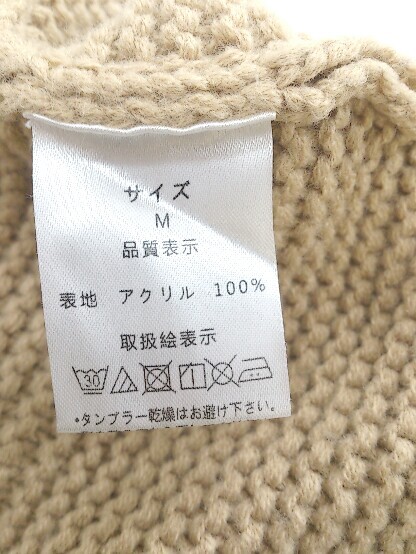 サイズ
M
品質表示
表地 アクリル 100%
取扱絵表示
30
•タンブラー乾燥はお避け下さい。